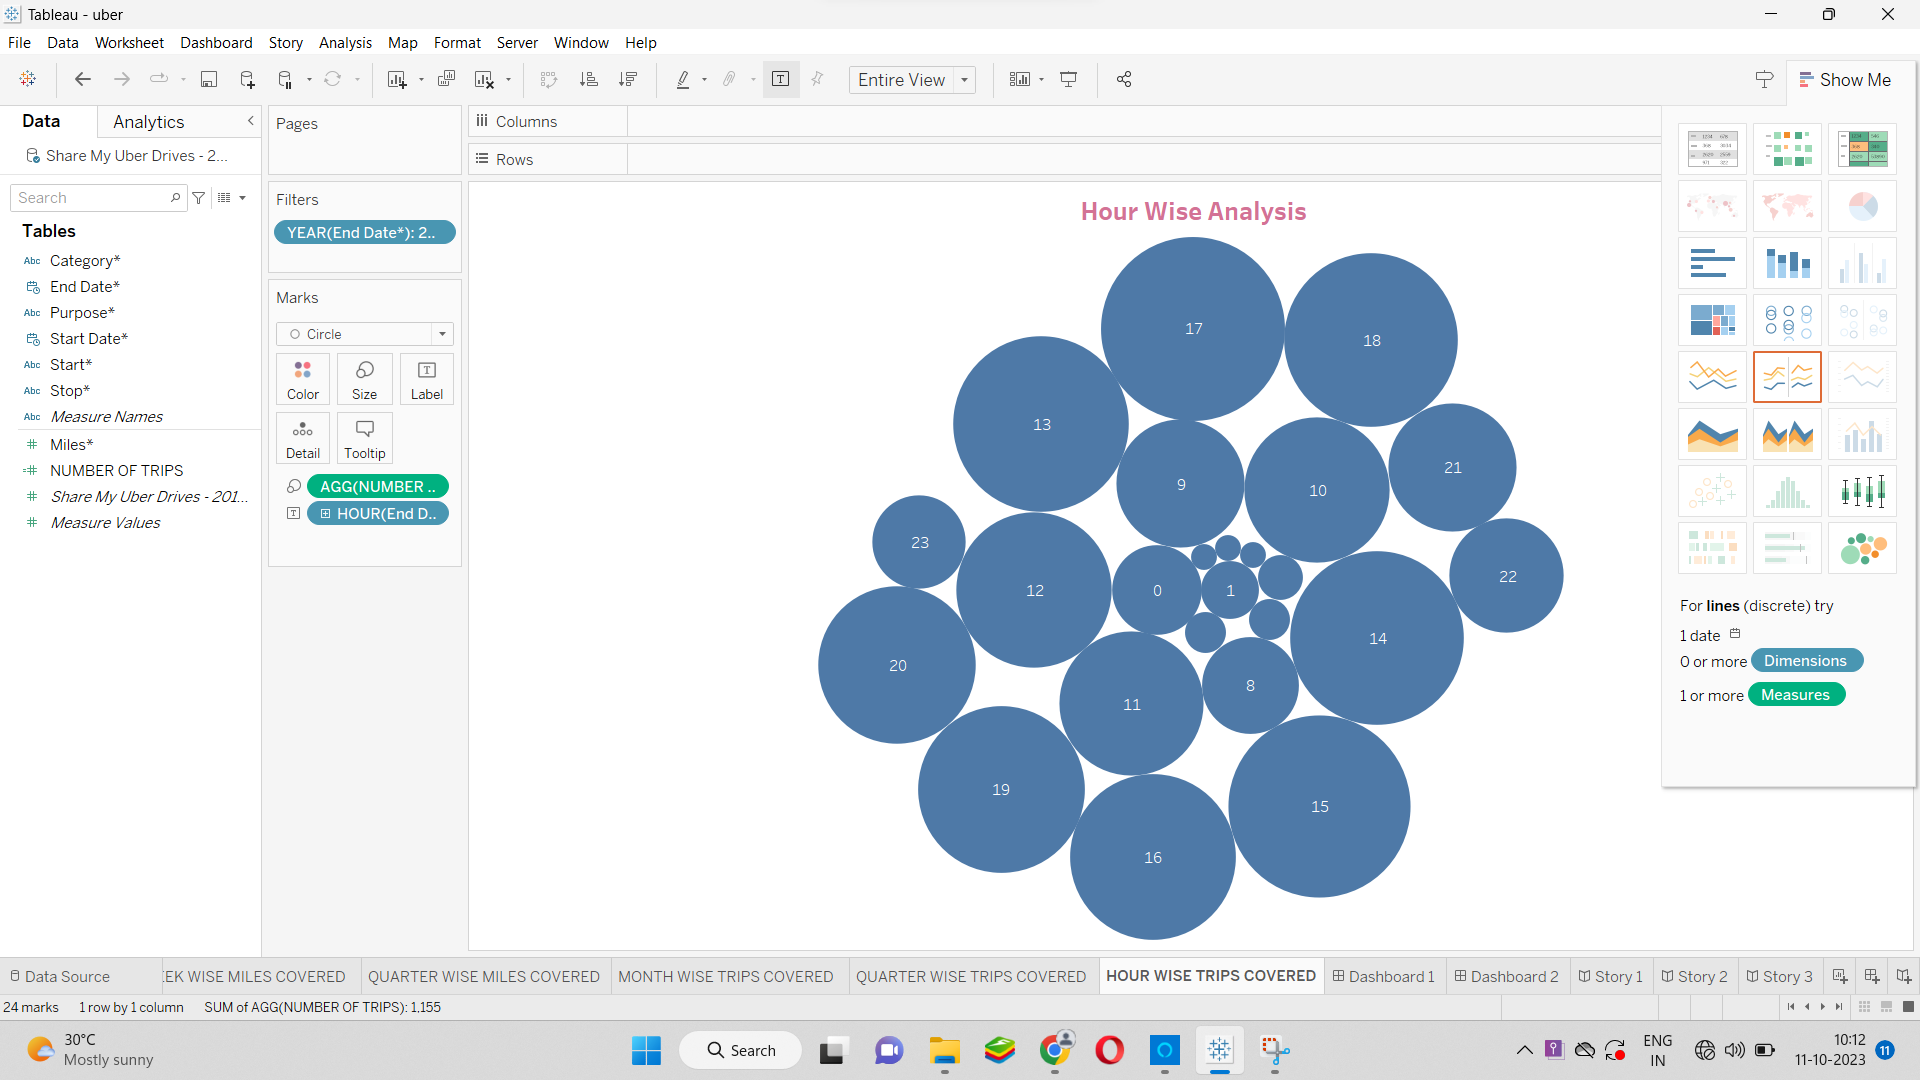 Tableau - uber
File Data Worksheet Dashboard Story Analysis Map Format Server Window Help
Entire View
Show Me
Data Analytics
Share My Uber Drives - 2...
Search
Tables
Abc Category*
End Date*
Abc Purpose*
Start Date*
Abc Start*
Abc Stop*
Abc Measure Names
Miles*
NUMBER OF TRIPS
Share My Uber Drives - 201...
Measure Values
Pages
Filters
YEAR(End Date*): 2..
Marks
Circle
Color Size Label
Detail Tooltip
AGG(NUMBER ..
HOUR(End D..
Columns
Rows
Hour Wise Analysis
17
18
13
21
9
10
23
22
12
0
1
14
20
8
11
19
15
16
For lines (discrete) try
1 date
0 or more Dimensions
1 or more Measures
Data Source EEK WISE MILES COVERED QUARTER WISE MILES COVERED MONTH WISE TRIPS COVERED QUARTER WISE TRIPS COVERED HOUR WISE TRIPS COVERED Dashboard 1 Dashboard 2 Story 1 Story 2 Story 3
24 marks 1 row by 1 column SUM of AGG(NUMBER OF TRIPS): 1,155
30°C
Mostly sunny
Search
ENG
IN
10:12
11-10-2023
11